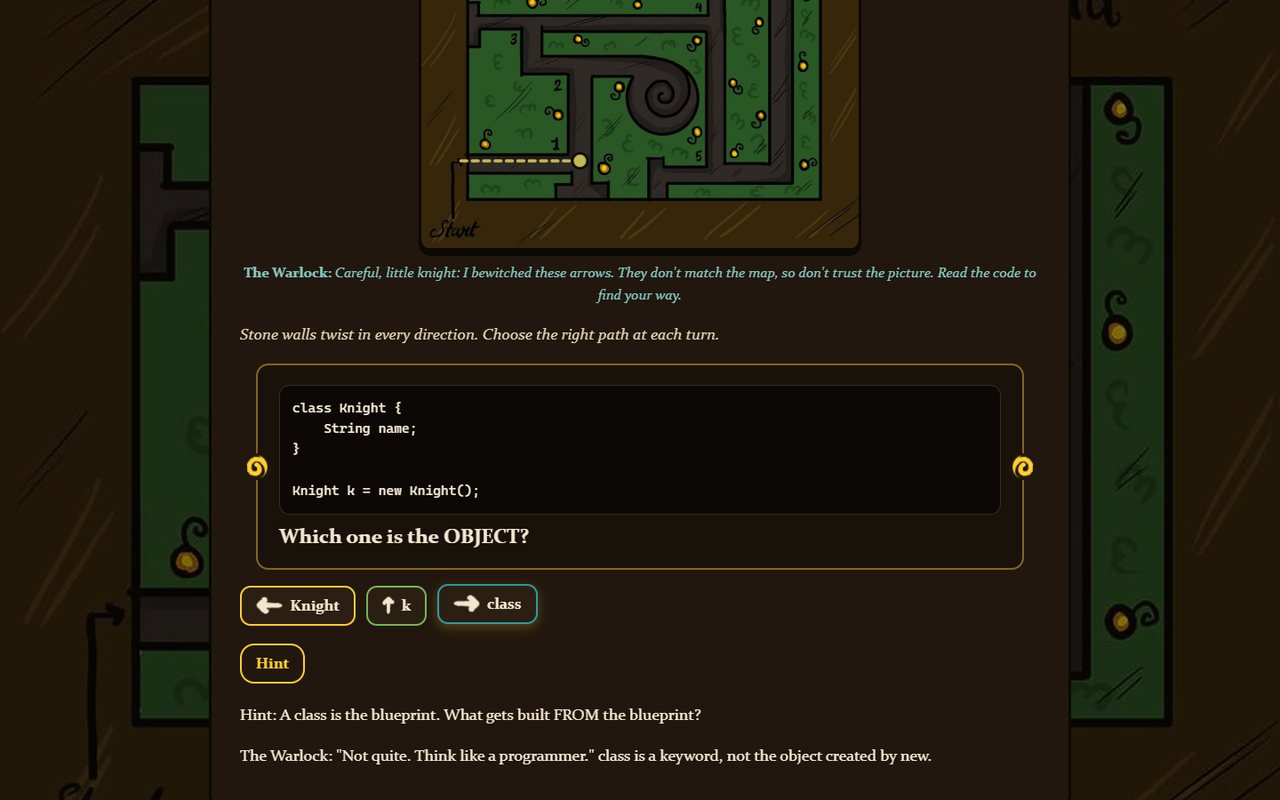 4
3
2
1
5
Start
The Warlock: Careful, little knight: I bewitched these arrows. They don't match the map, so don't trust the picture. Read the code to
find your way.
Stone walls twist in every direction. Choose the right path at each turn.
class Knight {
    String name;
}
Knight k = new Knight();
Which one is the OBJECT?
Knight
k
class
Hint
Hint: A class is the blueprint. What gets built FROM the blueprint?
The Warlock: "Not quite. Think like a programmer." class is a keyword, not the object created by new.